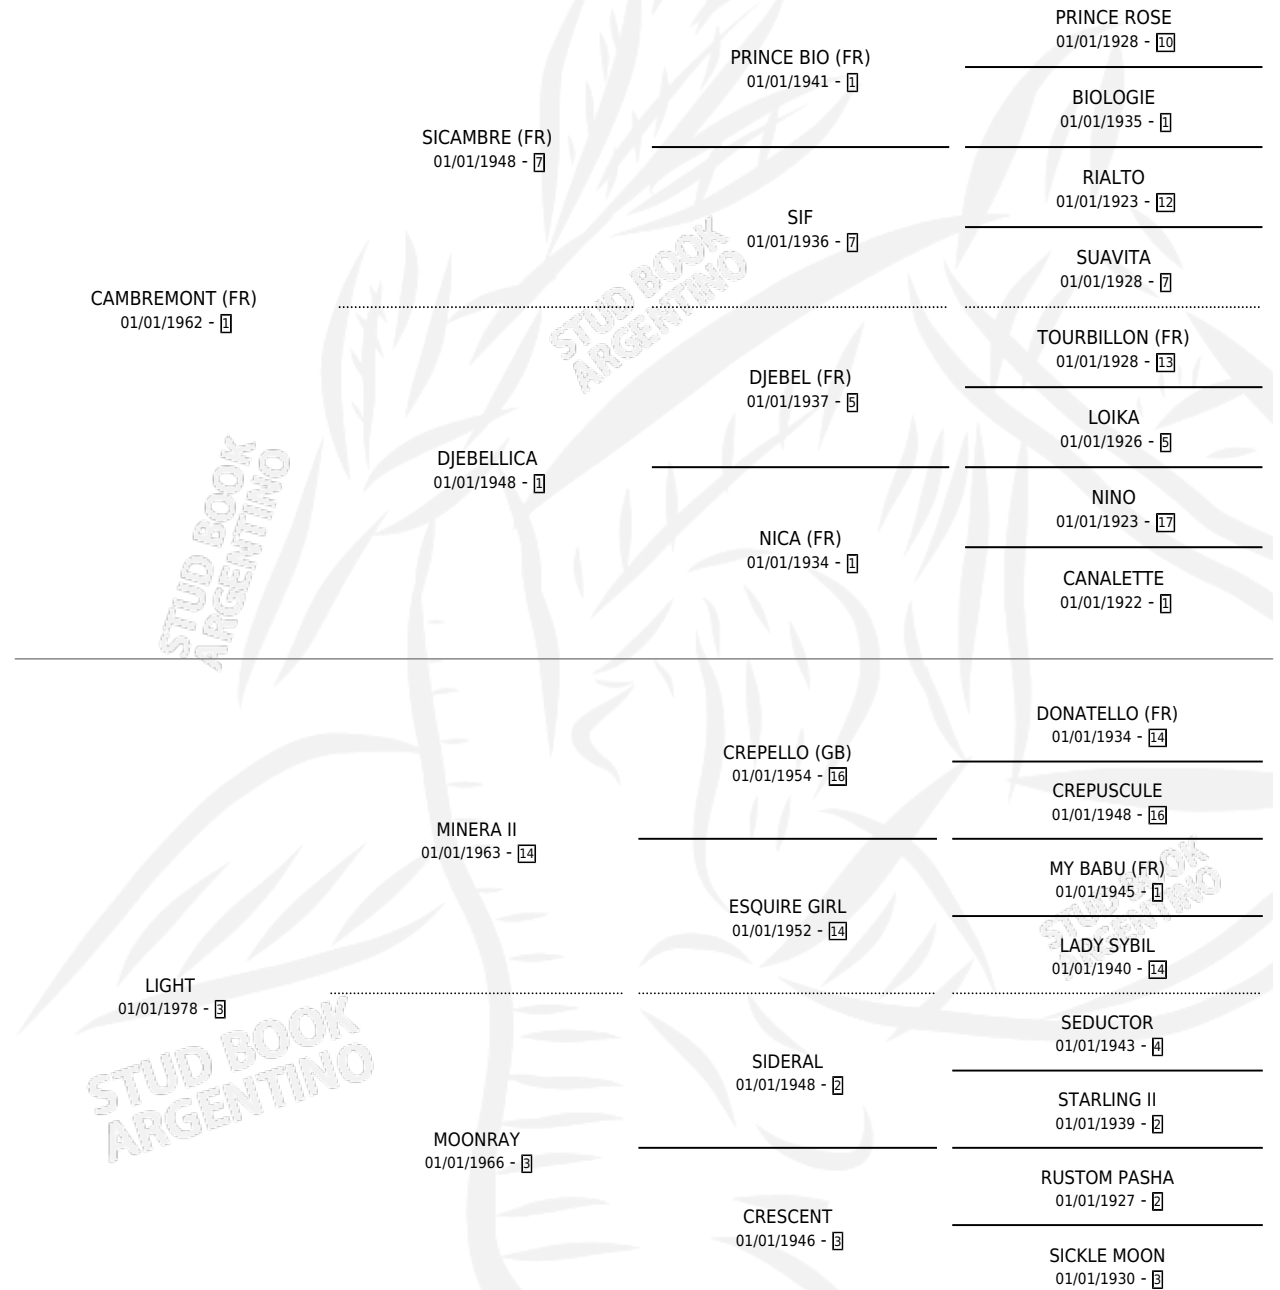 PRINCE ROSE
01/01/1928 - 10
PRINCE BIO (FR)
01/01/1941 - 1
BIOLOGIE
01/01/1935 - 1
SICAMBRE (FR)
01/01/1948 - 7
RIALTO
01/01/1923 - 12
SIF
01/01/1936 - 7
SUAVITA
01/01/1928 - 7
CAMBREMONT (FR)
01/01/1962 - 1
TOURBILLON (FR)
01/01/1928 - 13
DJEBEL (FR)
01/01/1937 - 5
LOIKA
01/01/1926 - 5
DJEBELLICA
01/01/1948 - 1
NINO
01/01/1923 - 17
NICA (FR)
01/01/1934 - 1
CANALETTE
01/01/1922 - 1
STUD BOOK
ARGENTINO
STUD BOOK
ARGENTINO
DONATELLO (FR)
01/01/1934 - 14
CREPELLO (GB)
01/01/1954 - 16
CREPUSCULE
01/01/1948 - 16
MINERA II
01/01/1963 - 14
MY BABU (FR)
01/01/1945 - 1
ESQUIRE GIRL
01/01/1952 - 14
LADY SYBIL
01/01/1940 - 14
STUD BOOK
ARGENTINO
LIGHT
01/01/1978 - 3
SEDUCTOR
01/01/1943 - 4
SIDERAL
01/01/1948 - 2
STARLING II
01/01/1939 - 2
MOONRAY
01/01/1966 - 3
RUSTOM PASHA
01/01/1927 - 2
CRESCENT
01/01/1946 - 3
SICKLE MOON
01/01/1930 - 3
STUD BOOK
ARGENTINO